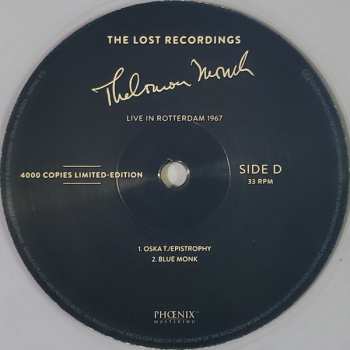 THE LOST RECORDINGS
Thelonious Monk
LIVE IN ROTTERDAM 1967
4000 COPIES LIMITED-EDITION
SIDE D
33 RPM
1. OSKA T./EPISTROPHY
2. BLUE MONK
PHŒNIX
MASTERING